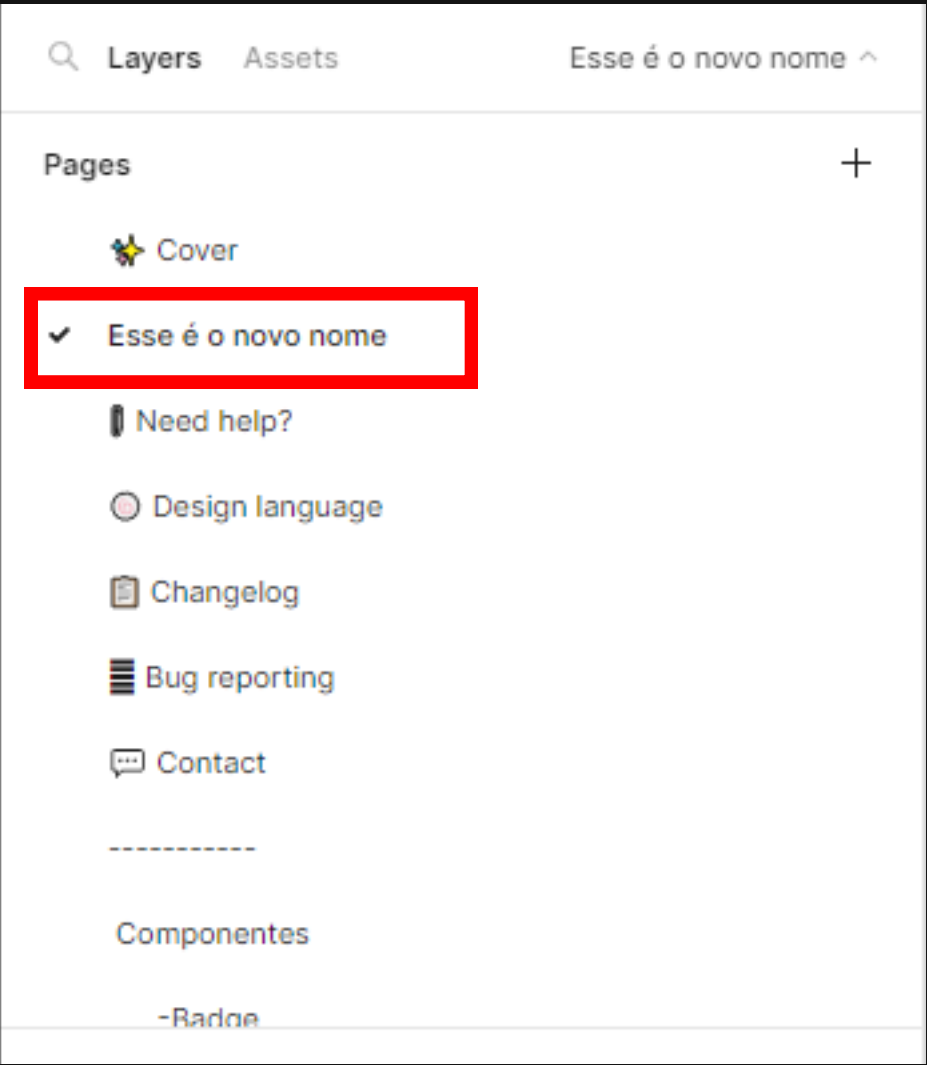 Layers Assets Esse é o novo nome
Pages
Cover
Esse é o novo nome
Need help?
Design language
Changelog
Bug reporting
Contact
-----------
Componentes
-Badge